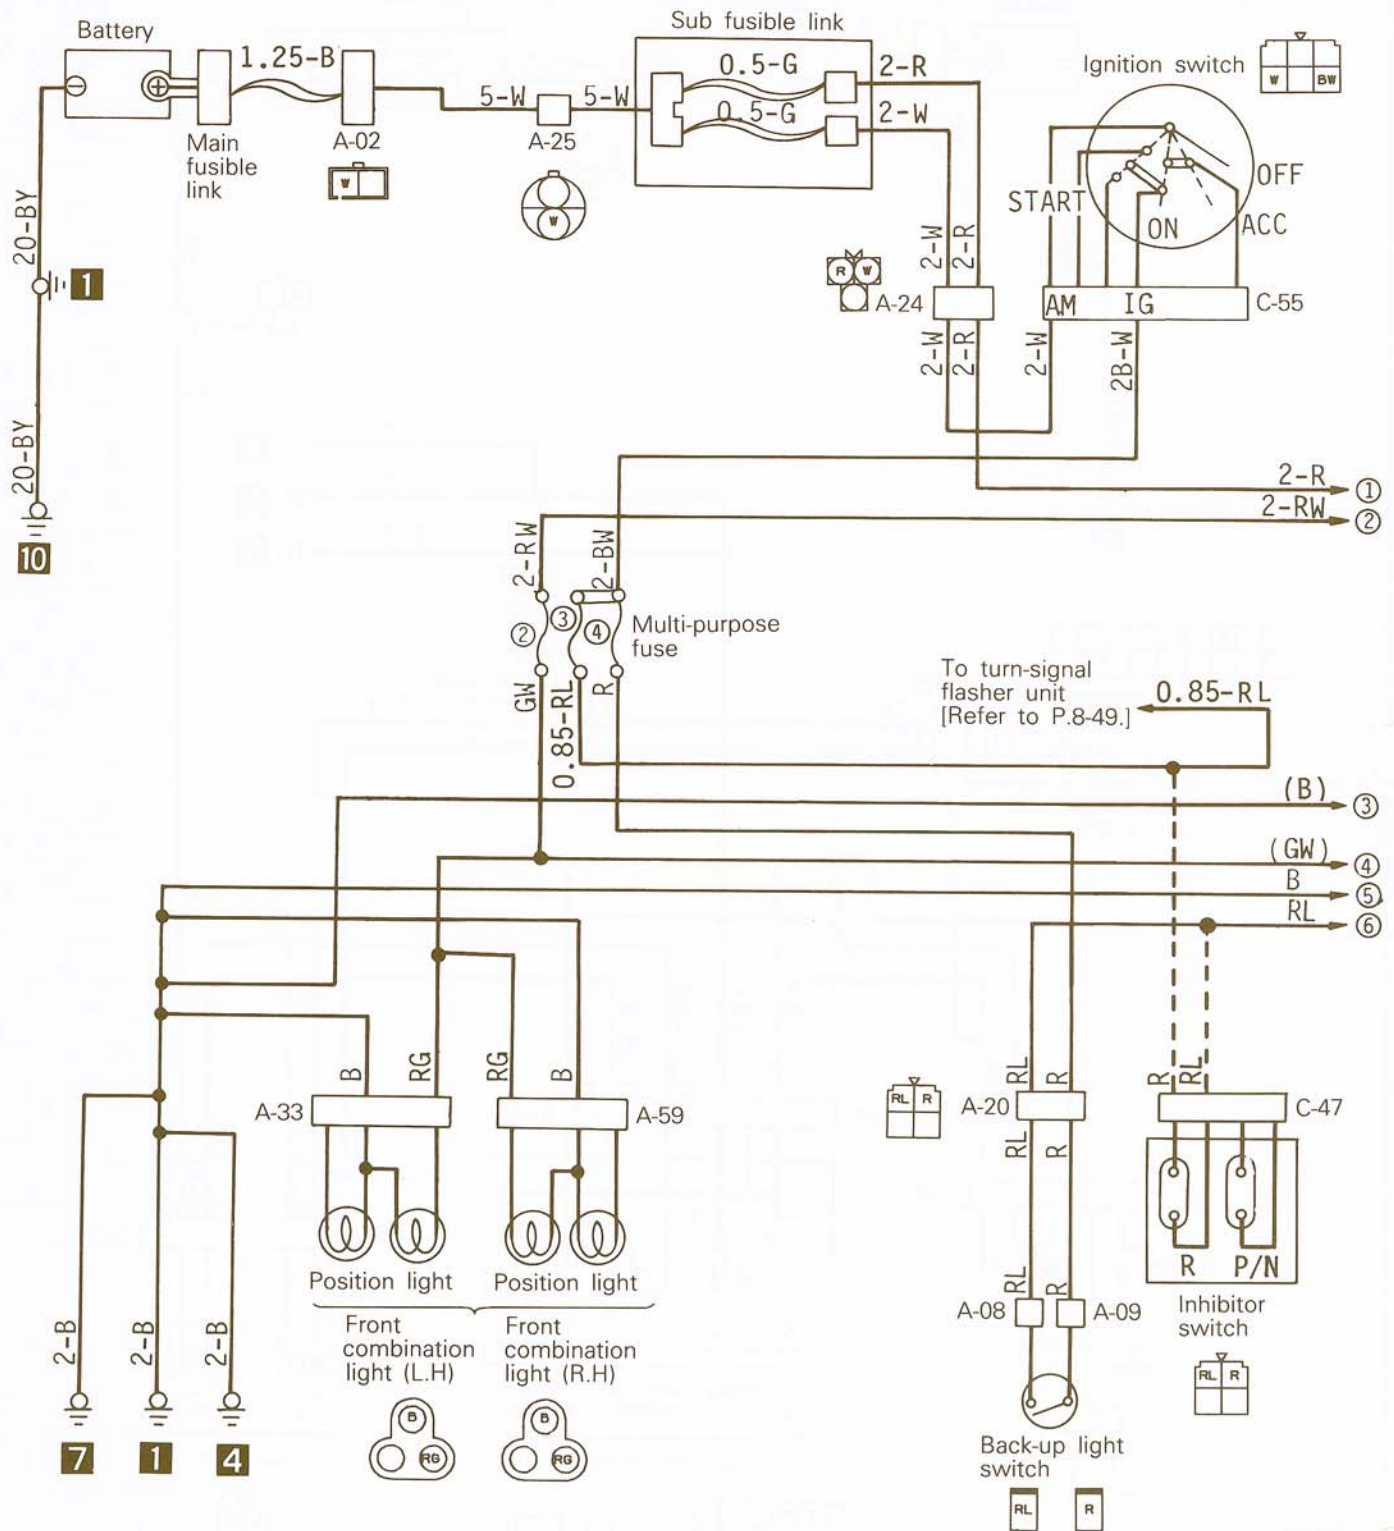 Battery
Sub fusible link
1.25-B
0.5-G
2-R
Ignition switch
W
BW
5-W
5-W
0.5-G
2-W
Main
fusible
link
A-02
A-25
W
W
START
OFF
ON
ACC
20-BY
1
2-W
2-R
R
W
A-24
AM
IG
C-55
2-W
2-R
2-W
2B-W
20-BY
10
2-R
①
2-RW
②
2-RW
2-BW
②
③
④
Multi-purpose
fuse
GW
0.85-RL
R
To turn-signal
flasher unit
[Refer to P.8-49.]
0.85-RL
(B)
③
(GW)
④
B
⑤
RL
⑥
B
RG
RG
B
RL
R
R
RL
A-33
A-59
RL
R
A-20
C-47
RL
R
R
P/N
Position light
Position light
RL
R
A-08
A-09
Inhibitor
switch
Front
combination
light (L.H)
Front
combination
light (R.H)
2-B
2-B
2-B
RL
R
B
RG
B
RG
7
1
4
Back-up light
switch
RL
R